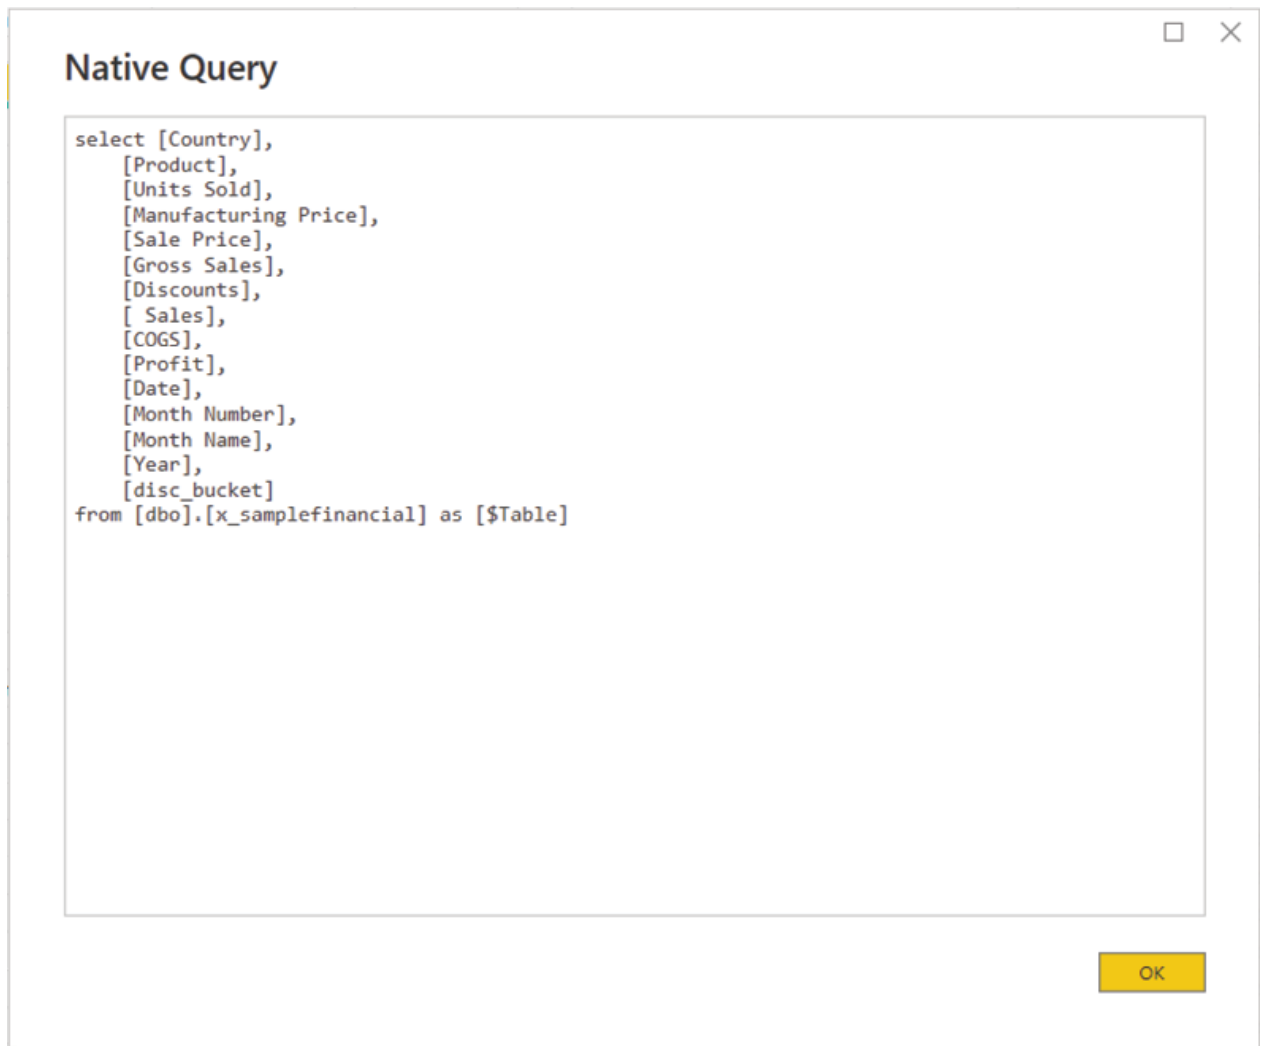 Native Query
select [Country],
    [Product],
    [Units Sold],
    [Manufacturing Price],
    [Sale Price],
    [Gross Sales],
    [Discounts],
    [ Sales],
    [COGS],
    [Profit],
    [Date],
    [Month Number],
    [Month Name],
    [Year],
    [disc_bucket]
from [dbo].[x_samplefinancial] as [$Table]
OK